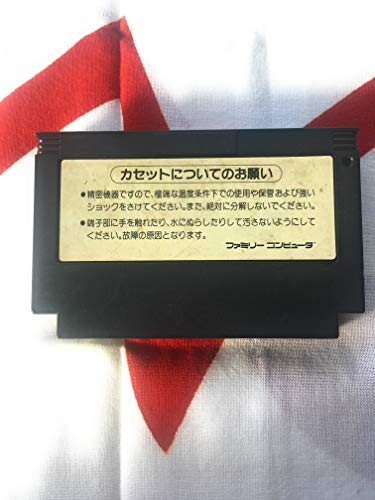 カセットについてのお願い
●精密機器ですので、極端な温度条件下での使用や保管および強い
ショックをさけてください。また、絶対に分解しないでください。
●端子部に手を触れたり、水にぬらしたりして汚さないようにして
ください。故障の原因となります。
ファミリー コンピュータ